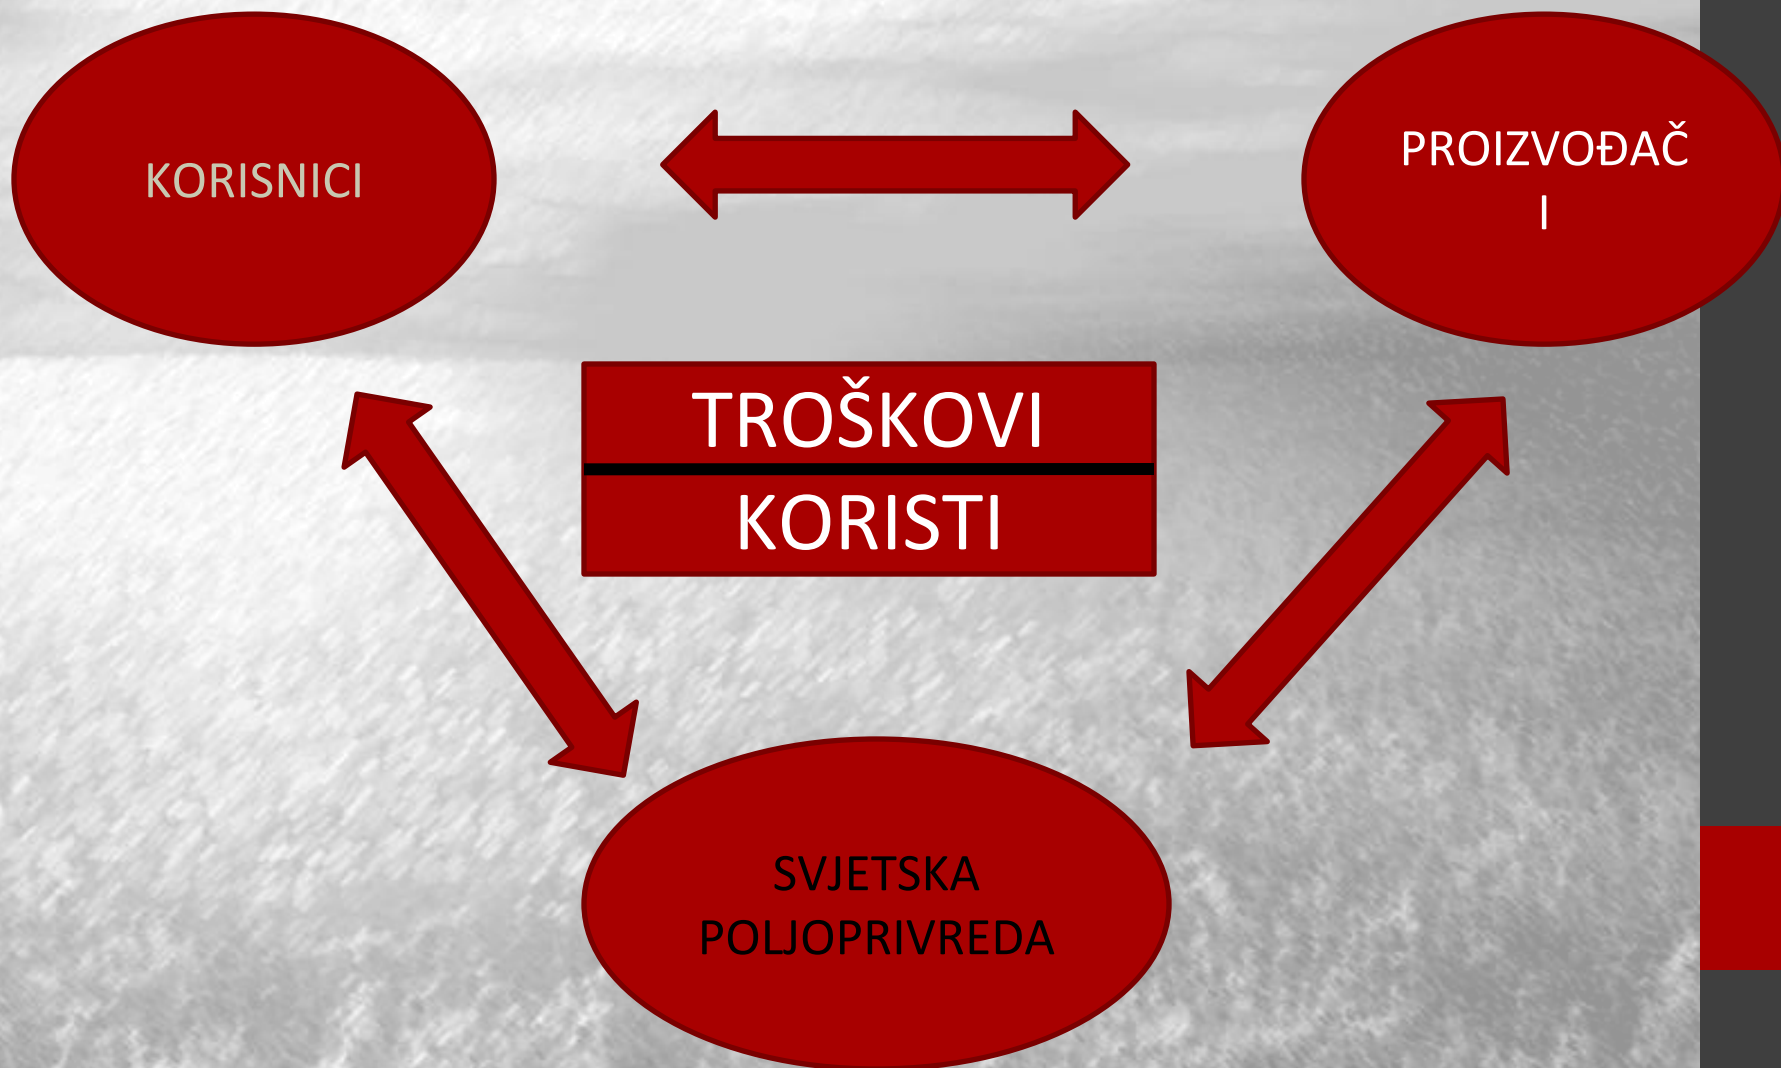 KORISNICI
PROIZVOĐAČ
I
TROŠKOVI
KORISTI
SVJETSKA
POLJOPRIVREDA